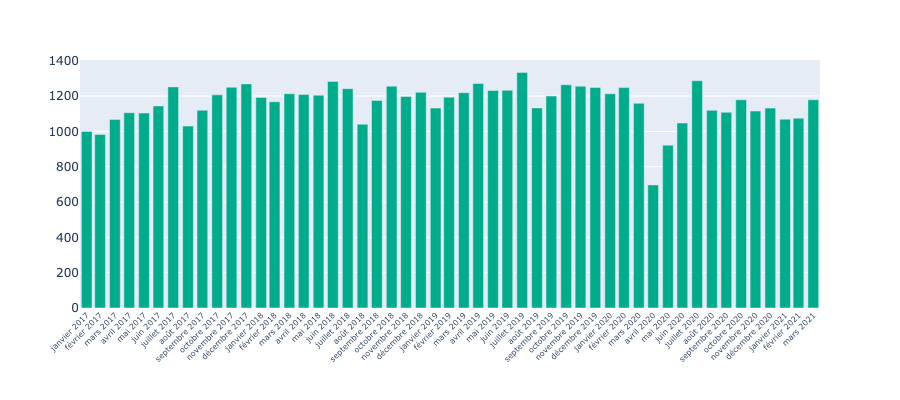 1400
1200
1000
800
600
400
200
0
janvier 2017
février 2017
mars 2017
avril 2017
mai 2017
juin 2017
juillet 2017
août 2017
septembre 2017
octobre 2017
novembre 2017
décembre 2017
janvier 2018
février 2018
mars 2018
avril 2018
mai 2018
juin 2018
juillet 2018
août 2018
septembre 2018
octobre 2018
novembre 2018
décembre 2018
janvier 2019
février 2019
mars 2019
avril 2019
mai 2019
juin 2019
juillet 2019
août 2019
septembre 2019
octobre 2019
novembre 2019
décembre 2019
janvier 2020
février 2020
mars 2020
avril 2020
mai 2020
juin 2020
juillet 2020
août 2020
septembre 2020
octobre 2020
novembre 2020
décembre 2020
janvier 2021
février 2021
mars 2021